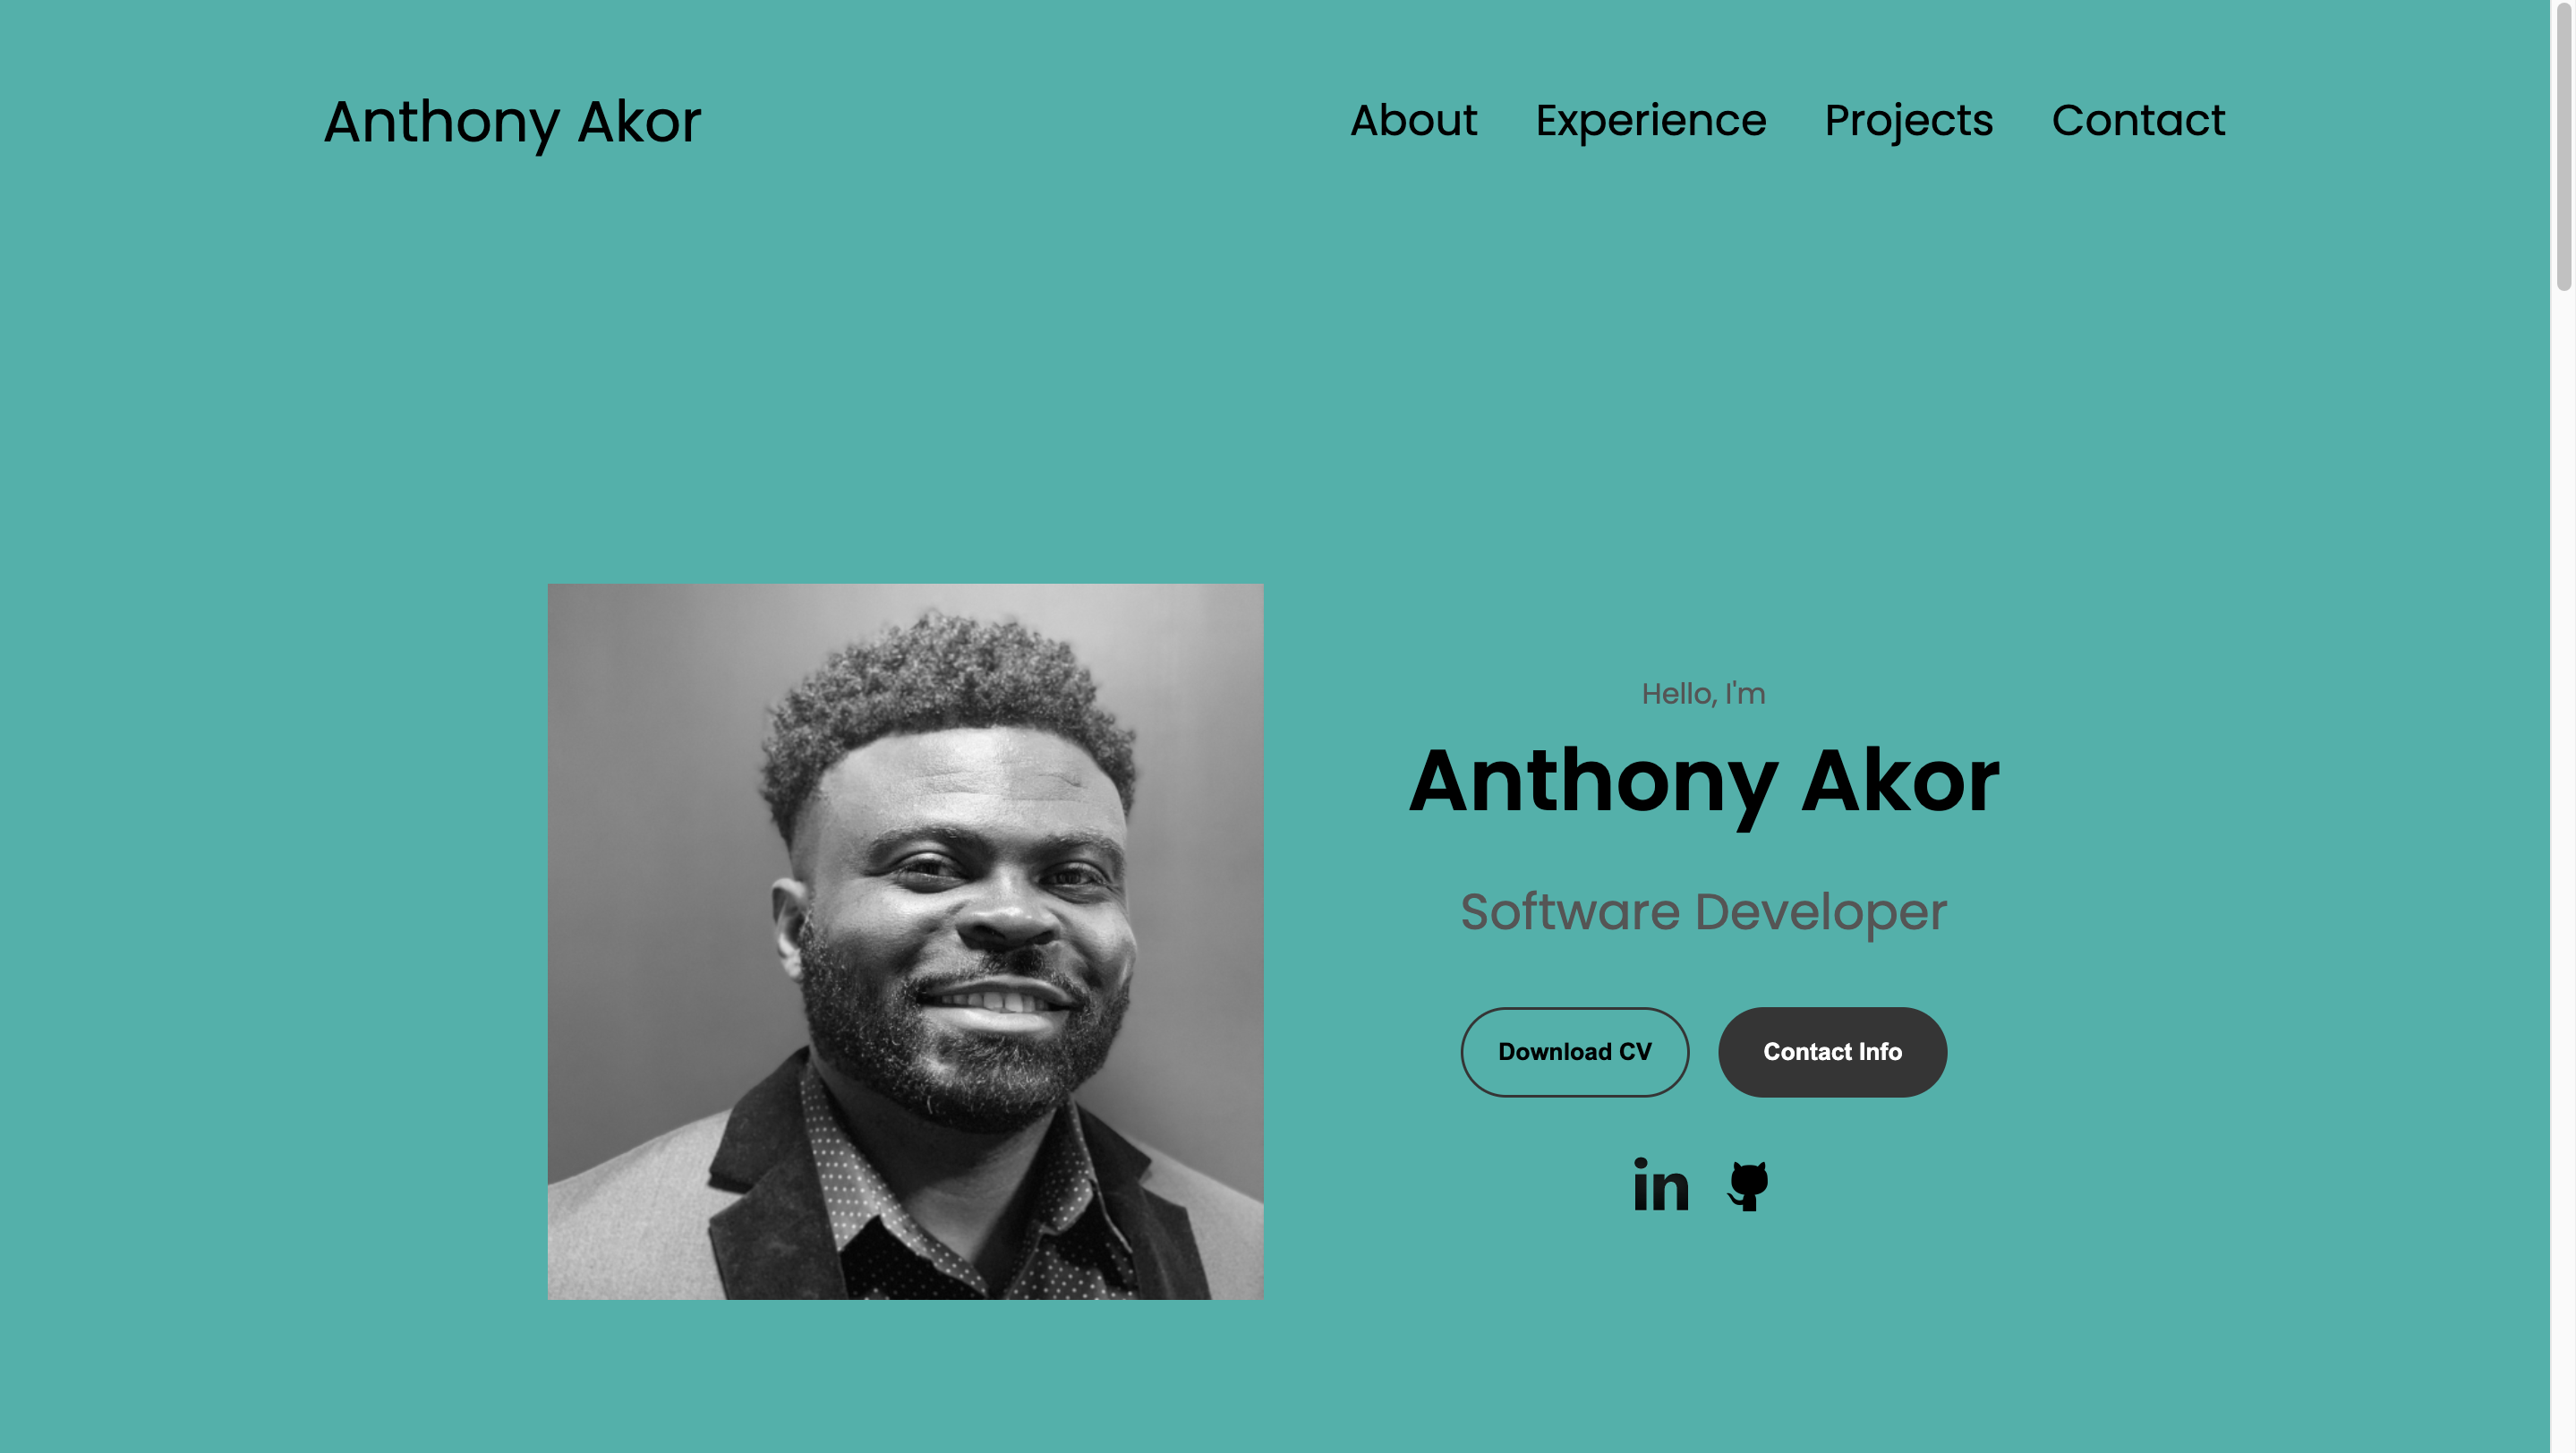 Anthony Akor
About Experience Projects Contact
Hello, I'm
Anthony Akor
Software Developer
Download CV Contact Info
in